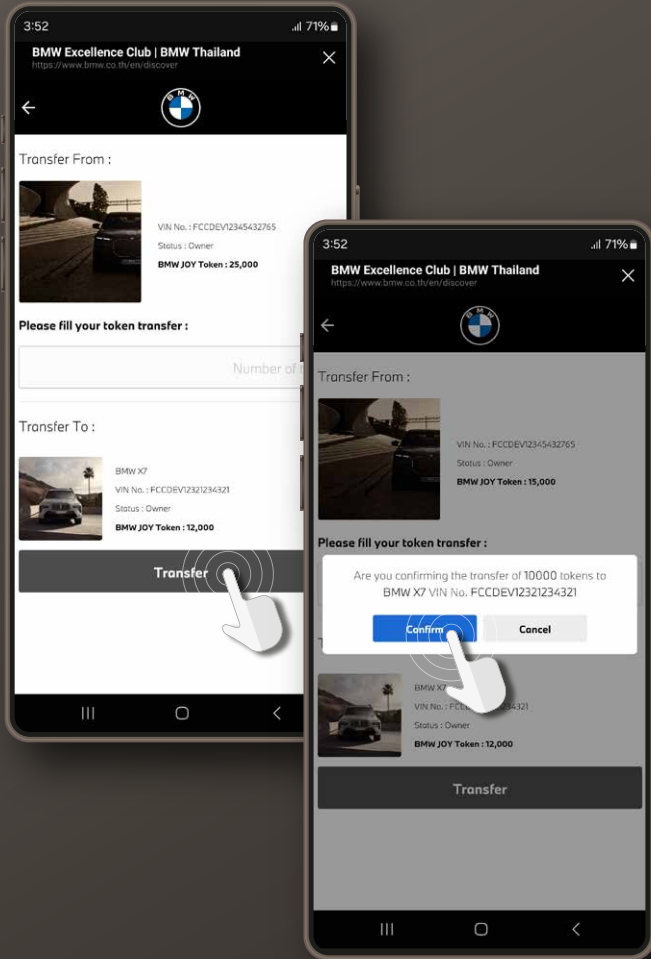 3:52
71%
BMW Excellence Club | BMW Thailand
https://www.bmw.co.th/en/discover
BMW
Transfer From :
VIN No. : FCCDEV12345432765
Status : Owner
BMW JOY Token : 25,000
Please fill your token transfer :
Number of
Transfer To :
BMW X7
VIN No. : FCCDEV12321234321
Status : Owner
BMW JOY Token : 12,000
Transfer
3:52
71%
BMW Excellence Club | BMW Thailand
https://www.bmw.co.th/en/discover
BMW
Transfer From :
VIN No. : FCCDEV12345432765
Status : Owner
BMW JOY Token : 15,000
Please fill your token transfer :
Are you confirming the transfer of 10000 tokens to
BMW X7 VIN No. FCCDEV12321234321
Confirm
Cancel
BMW X7
VIN No. :
Status : Owner
BMW JOY Token : 12,000
Transfer